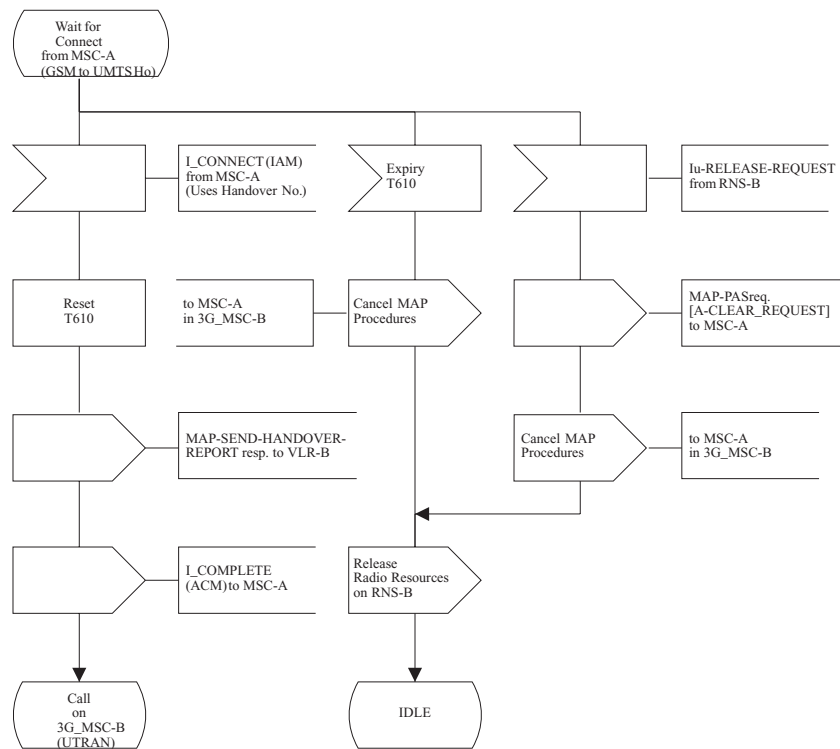 Wait for
Connect
from MSC-A
(GSM to UMTS Ho)
I_CONNECT (IAM)
from MSC-A
(Uses Handover No.)
Expiry
T610
Iu-RELEASE-REQUEST
from RNS-B
Reset
T610
to MSC-A
in 3G_MSC-B
Cancel MAP
Procedures
MAP-PASreq.
[A-CLEAR_REQUEST]
to MSC-A
MAP-SEND-HANDOVER-
REPORT resp. to VLR-B
Cancel MAP
Procedures
to MSC-A
in 3G_MSC-B
I_COMPLETE
(ACM) to MSC-A
Release
Radio Resources
on RNS-B
Call
on
3G_MSC-B
(UTRAN)
IDLE